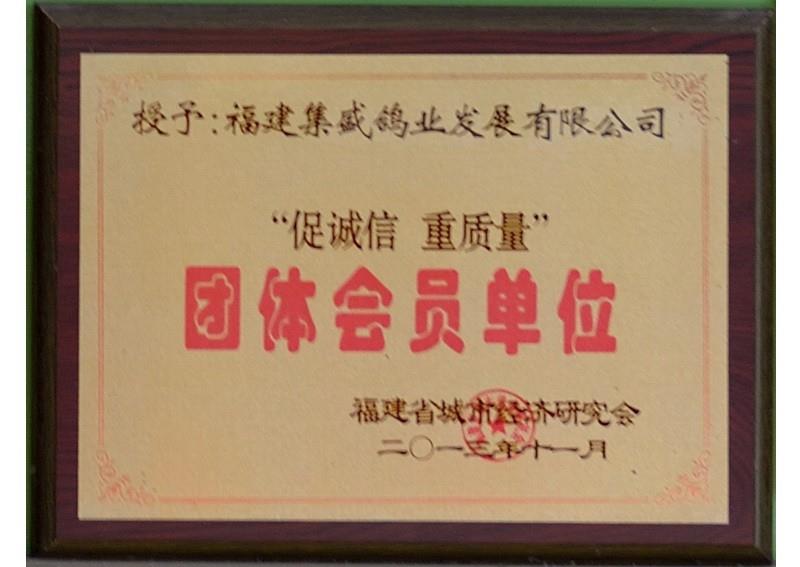 授予：福建集盛鸽业发展有限公司
“促诚信 重质量”
团体会员单位
福建省城市经济研究会
二〇一三年十一月